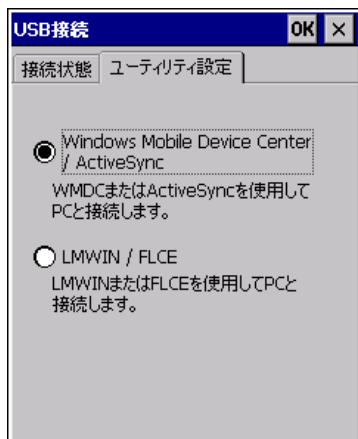 USB接続 OK ×
接続状態 ユーティリティ設定
Windows Mobile Device Center
/ ActiveSync
WMDCまたはActiveSyncを使用して
PCと接続します。
LMWIN / FLCE
LMWINまたはFLCEを使用してPCと
接続します。